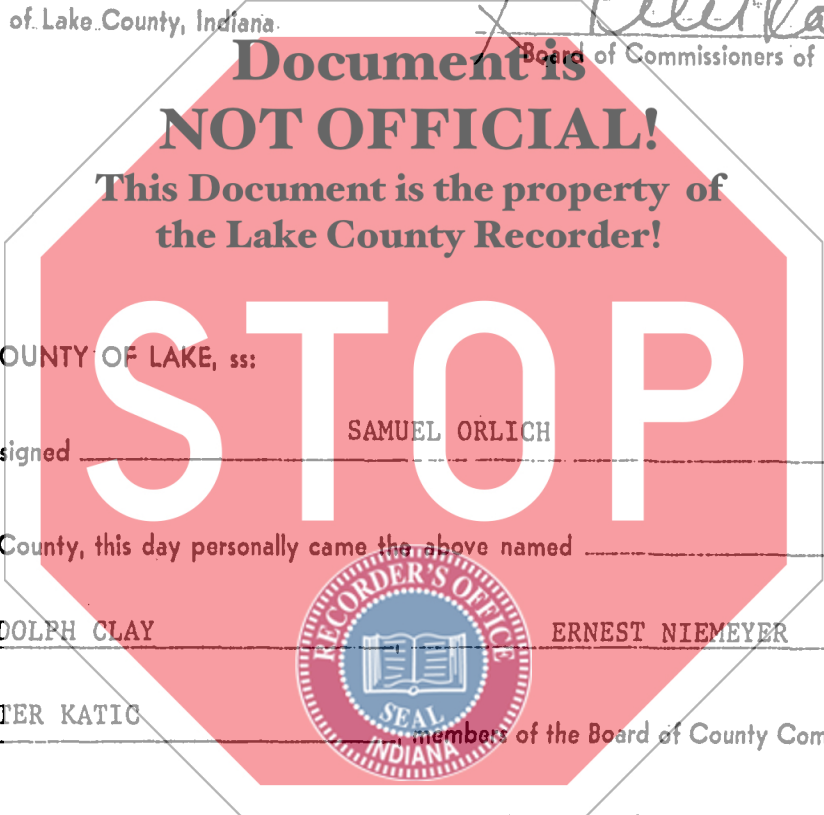 of Lake County, Indiana
Board of Commissioners of
Document is
NOT OFFICIAL!
This Document is the property of
the Lake County Recorder!
STOP
OUNTY OF LAKE, ss:
SAMUEL ORLICH
signed
County, this day personally came the above named
RECORDER'S OFFICE
DOLPH CLAY ERNEST NIEMEYER
SEAL
INDIANA
TER KATIC
, members of the Board of County Com